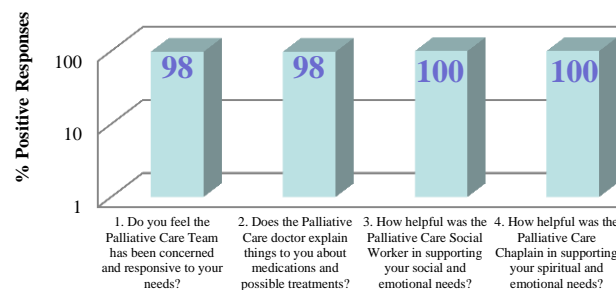 % Positive Responses
100
10
1
98
98
100
100
1. Do you feel the
Palliative Care Team
has been concerned
and responsive to your
needs?
2. Does the Palliative
Care doctor explain
things to you about
medications and
possible treatments?
3. How helpful was the
Palliative Care Social
Worker in supporting
your social and
emotional needs?
4. How helpful was the
Palliative Care
Chaplain in supporting
your spiritual and
emotional needs?